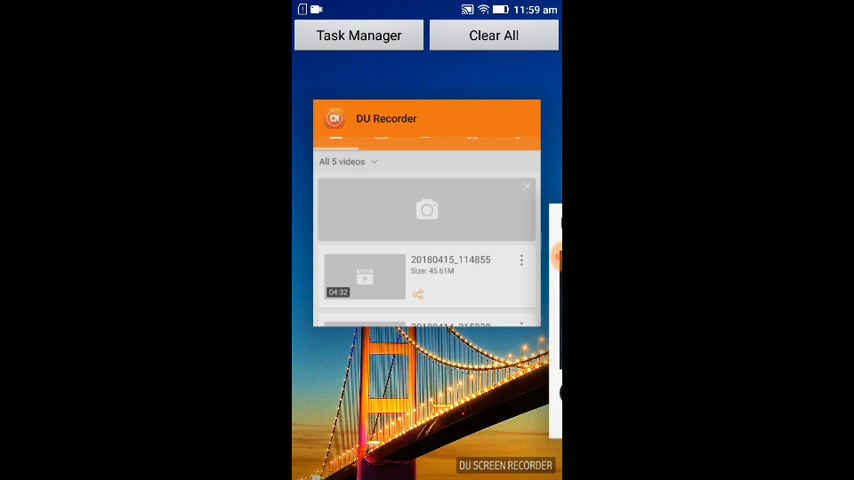 11:59 am
Task Manager
Clear All
DU Recorder
All 5 videos
20180415_114855
Size: 45.61M
04:32
DU SCREEN RECORDER